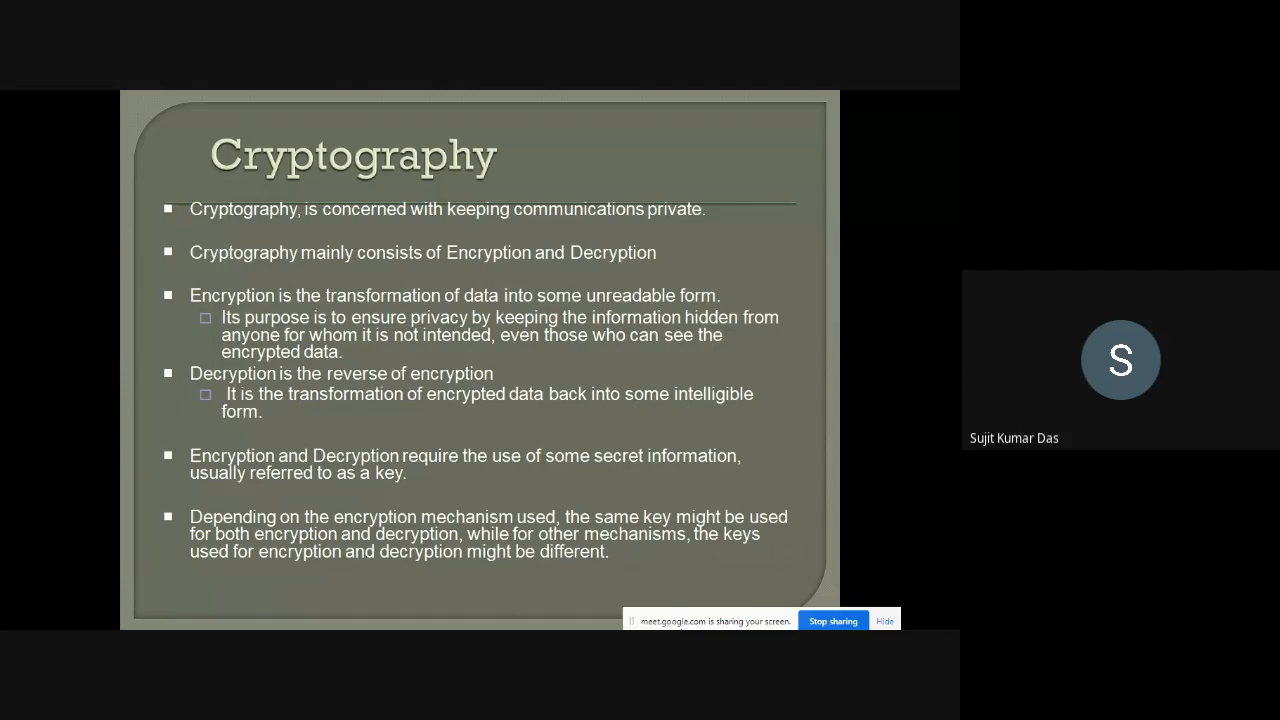 Cryptography
Cryptography, is concerned with keeping communications private.
Cryptography mainly consists of Encryption and Decryption
Encryption is the transformation of data into some unreadable form.
Its purpose is to ensure privacy by keeping the information hidden from
anyone for whom it is not intended, even those who can see the
encrypted data.
Decryption is the reverse of encryption
It is the transformation of encrypted data back into some intelligible
form.
Encryption and Decryption require the use of some secret information,
usually referred to as a key.
Depending on the encryption mechanism used, the same key might be used
for both encryption and decryption, while for other mechanisms, the keys
used for encryption and decryption might be different.
meet.google.com is sharing your screen. Stop sharing Hide
S
Sujit Kumar Das